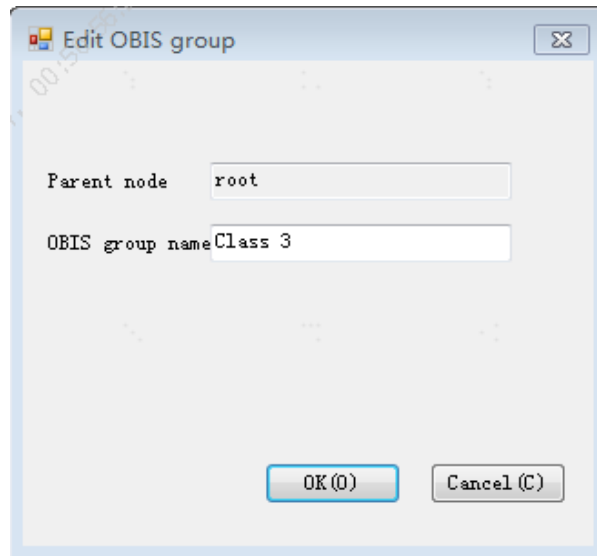 Edit OBIS group
Parent node root
OBIS group name Class 3
OK(O) Cancel(C)